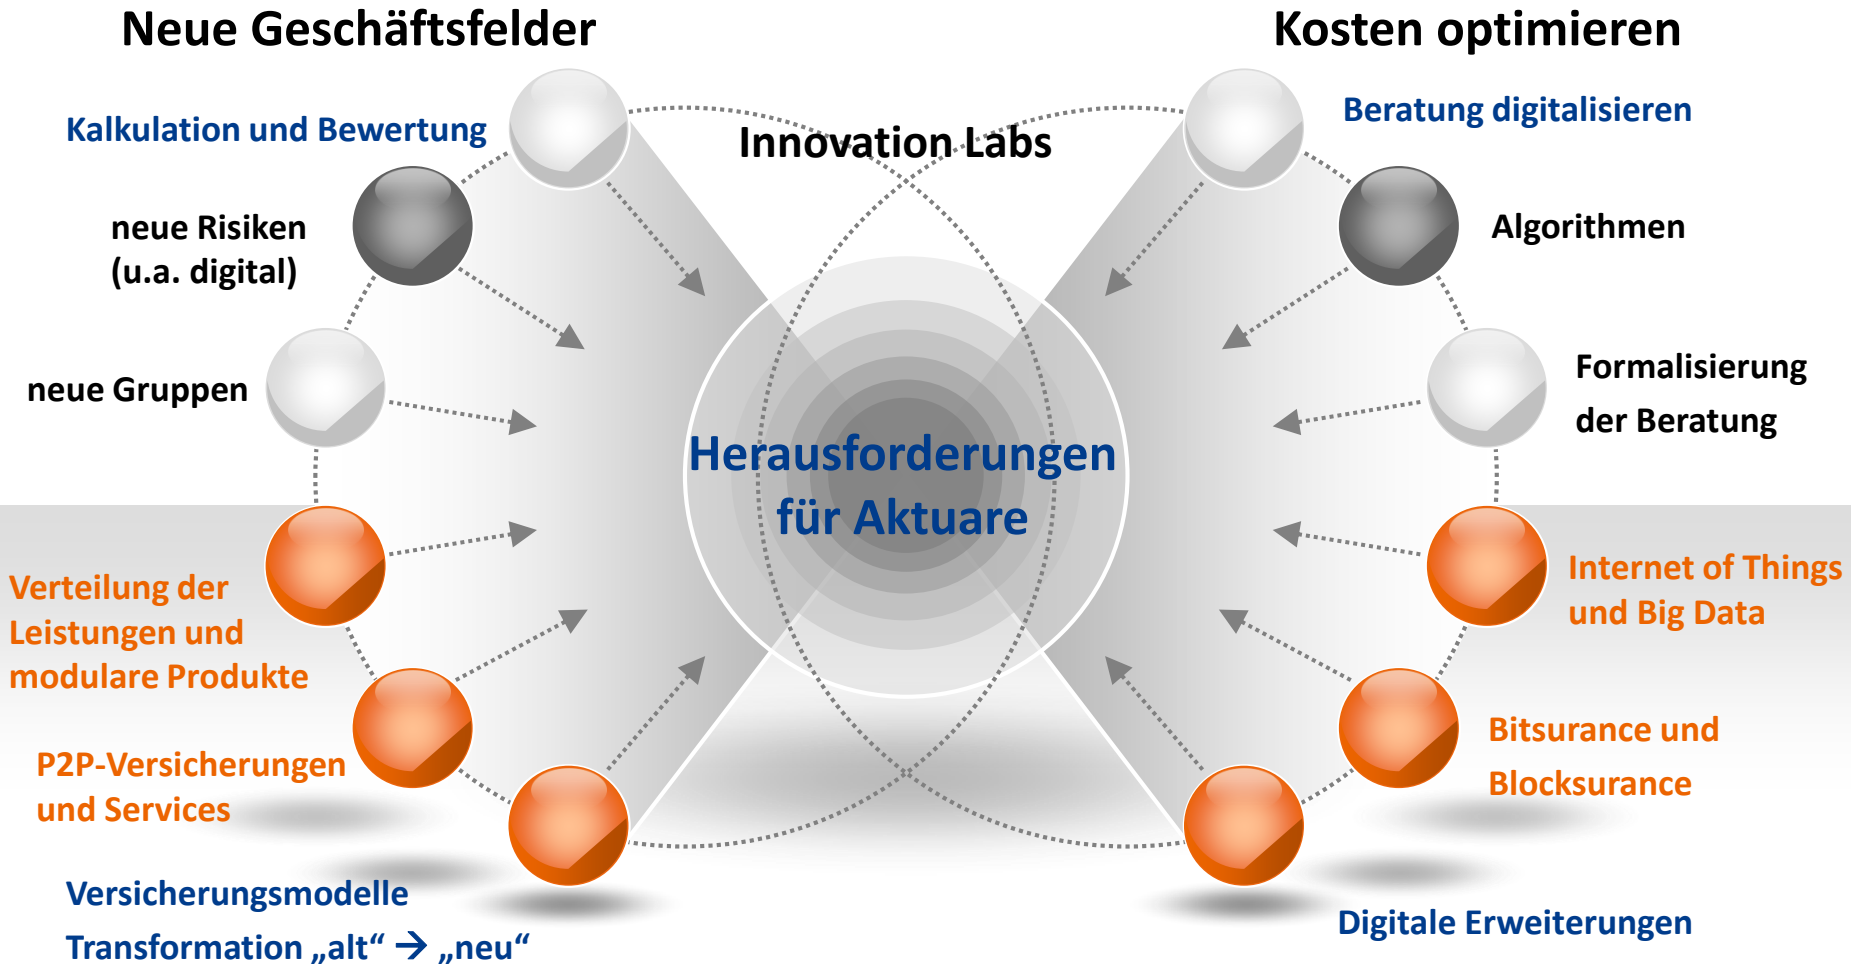 Neue Geschäftsfelder
Kosten optimieren
Kalkulation und Bewertung
Innovation Labs
Beratung digitalisieren
neue Risiken
(u.a. digital)
Algorithmen
neue Gruppen
Formalisierung
der Beratung
Herausforderungen
für Aktuare
Verteilung der
Leistungen und
modulare Produkte
Internet of Things
und Big Data
P2P-Versicherungen
und Services
Bitsurance und
Blocksurance
Versicherungsmodelle
Transformation „alt“ → „neu“
Digitale Erweiterungen